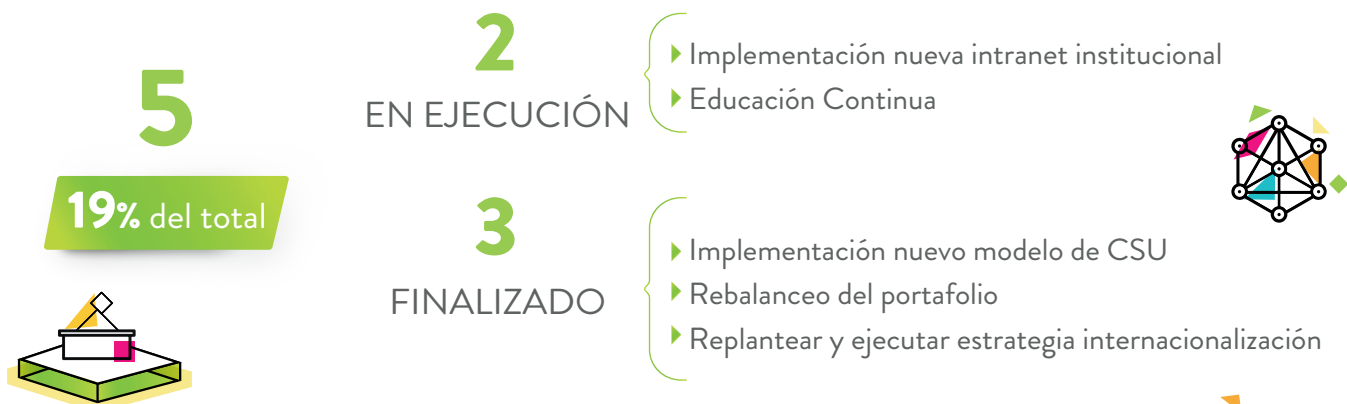 5
19% del total
2
EN EJECUCIÓN
Implementación nueva intranet institucional
Educación Continua
3
FINALIZADO
Implementación nuevo modelo de CSU
Rebalanceo del portafolio
Replantear y ejecutar estrategia internacionalización